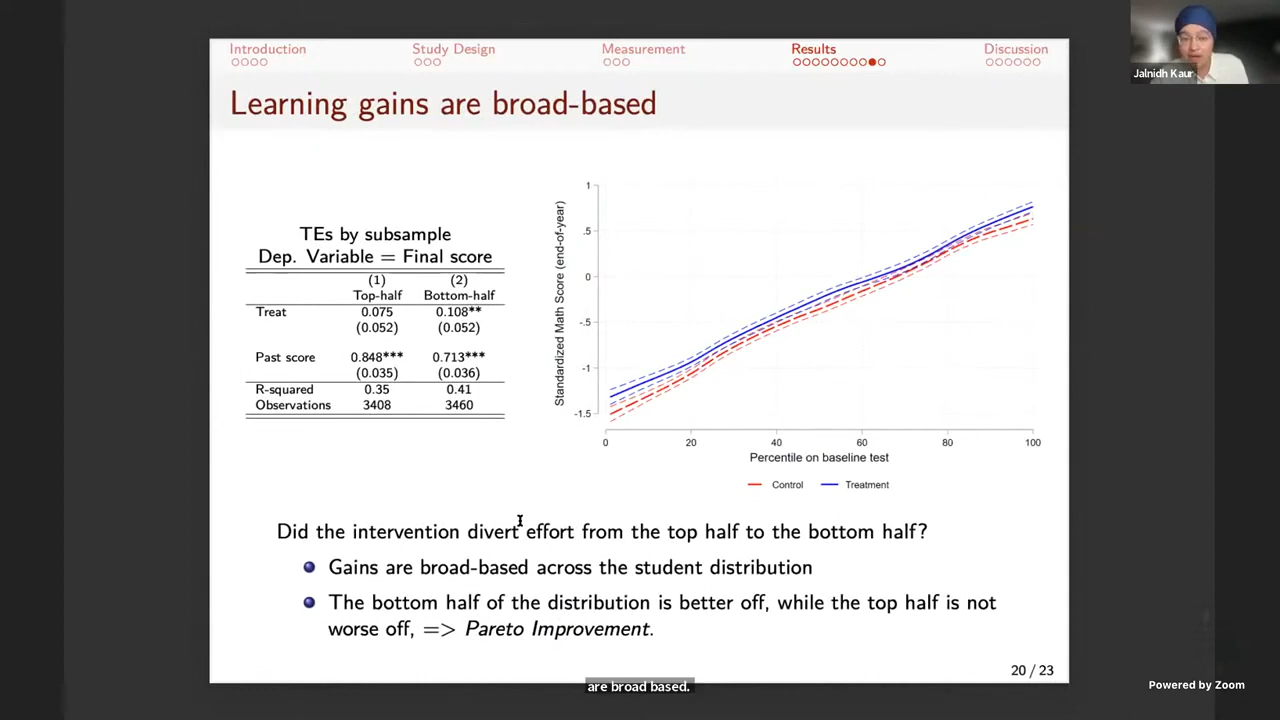 Introduction Study Design Measurement Results Discussion
Jalnidh Kaur
Learning gains are broad-based
TEs by subsample
Dep. Variable = Final score
(1) (2)
Top-half Bottom-half
Treat 0.075 0.108**
(0.052) (0.052)
Past score 0.848*** 0.713***
(0.035) (0.036)
R-squared 0.35 0.41
Observations 3408 3460
Standardized Math Score (end-of-year)
1
.5
0
-.5
-1
-1.5
0 20 40 60 80 100
Percentile on baseline test
Control Treatment
Did the intervention divert effort from the top half to the bottom half?
Gains are broad-based across the student distribution
The bottom half of the distribution is better off, while the top half is not
worse off, => Pareto Improvement.
20 / 23
are broad based.
Powered by Zoom